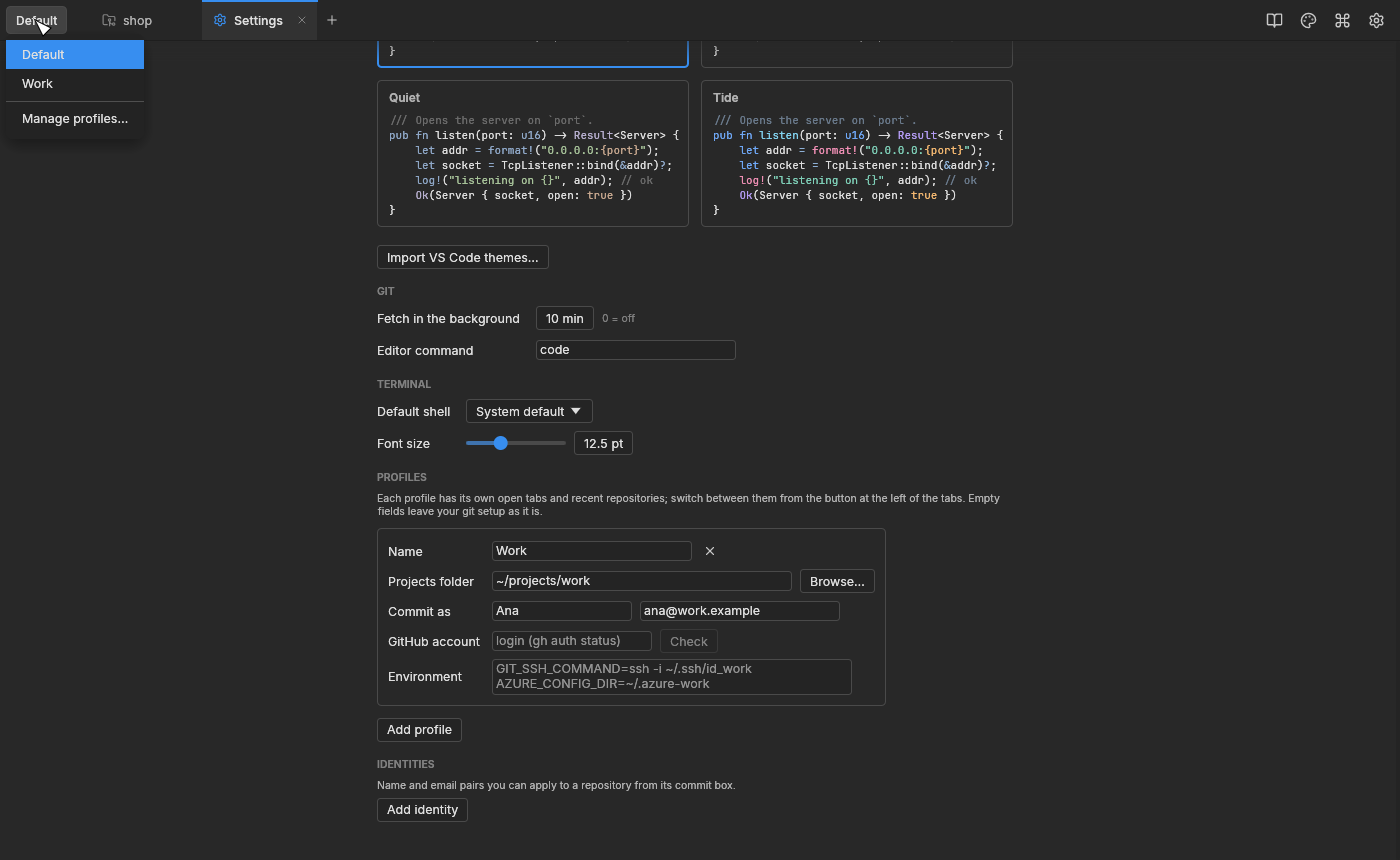 Default
shop
Settings
Default
Work
Manage profiles...
}
}
Quiet
/// Opens the server on `port`.
pub fn listen(port: u16) -> Result<Server> {
let addr = format!("0.0.0.0:{port}");
let socket = TcpListener::bind(&addr)?;
log!("listening on {}", addr); // ok
Ok(Server { socket, open: true })
}
Tide
/// Opens the server on `port`.
pub fn listen(port: u16) -> Result<Server> {
let addr = format!("0.0.0.0:{port}");
let socket = TcpListener::bind(&addr)?;
log!("listening on {}", addr); // ok
Ok(Server { socket, open: true })
}
Import VS Code themes...
GIT
Fetch in the background 10 min 0 = off
Editor command code
TERMINAL
Default shell System default
Font size 12.5 pt
PROFILES
Each profile has its own open tabs and recent repositories; switch between them from the button at the left of the tabs. Empty
fields leave your git setup as it is.
Name Work
Projects folder ~/projects/work Browse...
Commit as Ana ana@work.example
GitHub account login (gh auth status) Check
Environment GIT_SSH_COMMAND=ssh -i ~/.ssh/id_work
AZURE_CONFIG_DIR=~/.azure-work
Add profile
IDENTITIES
Name and email pairs you can apply to a repository from its commit box.
Add identity